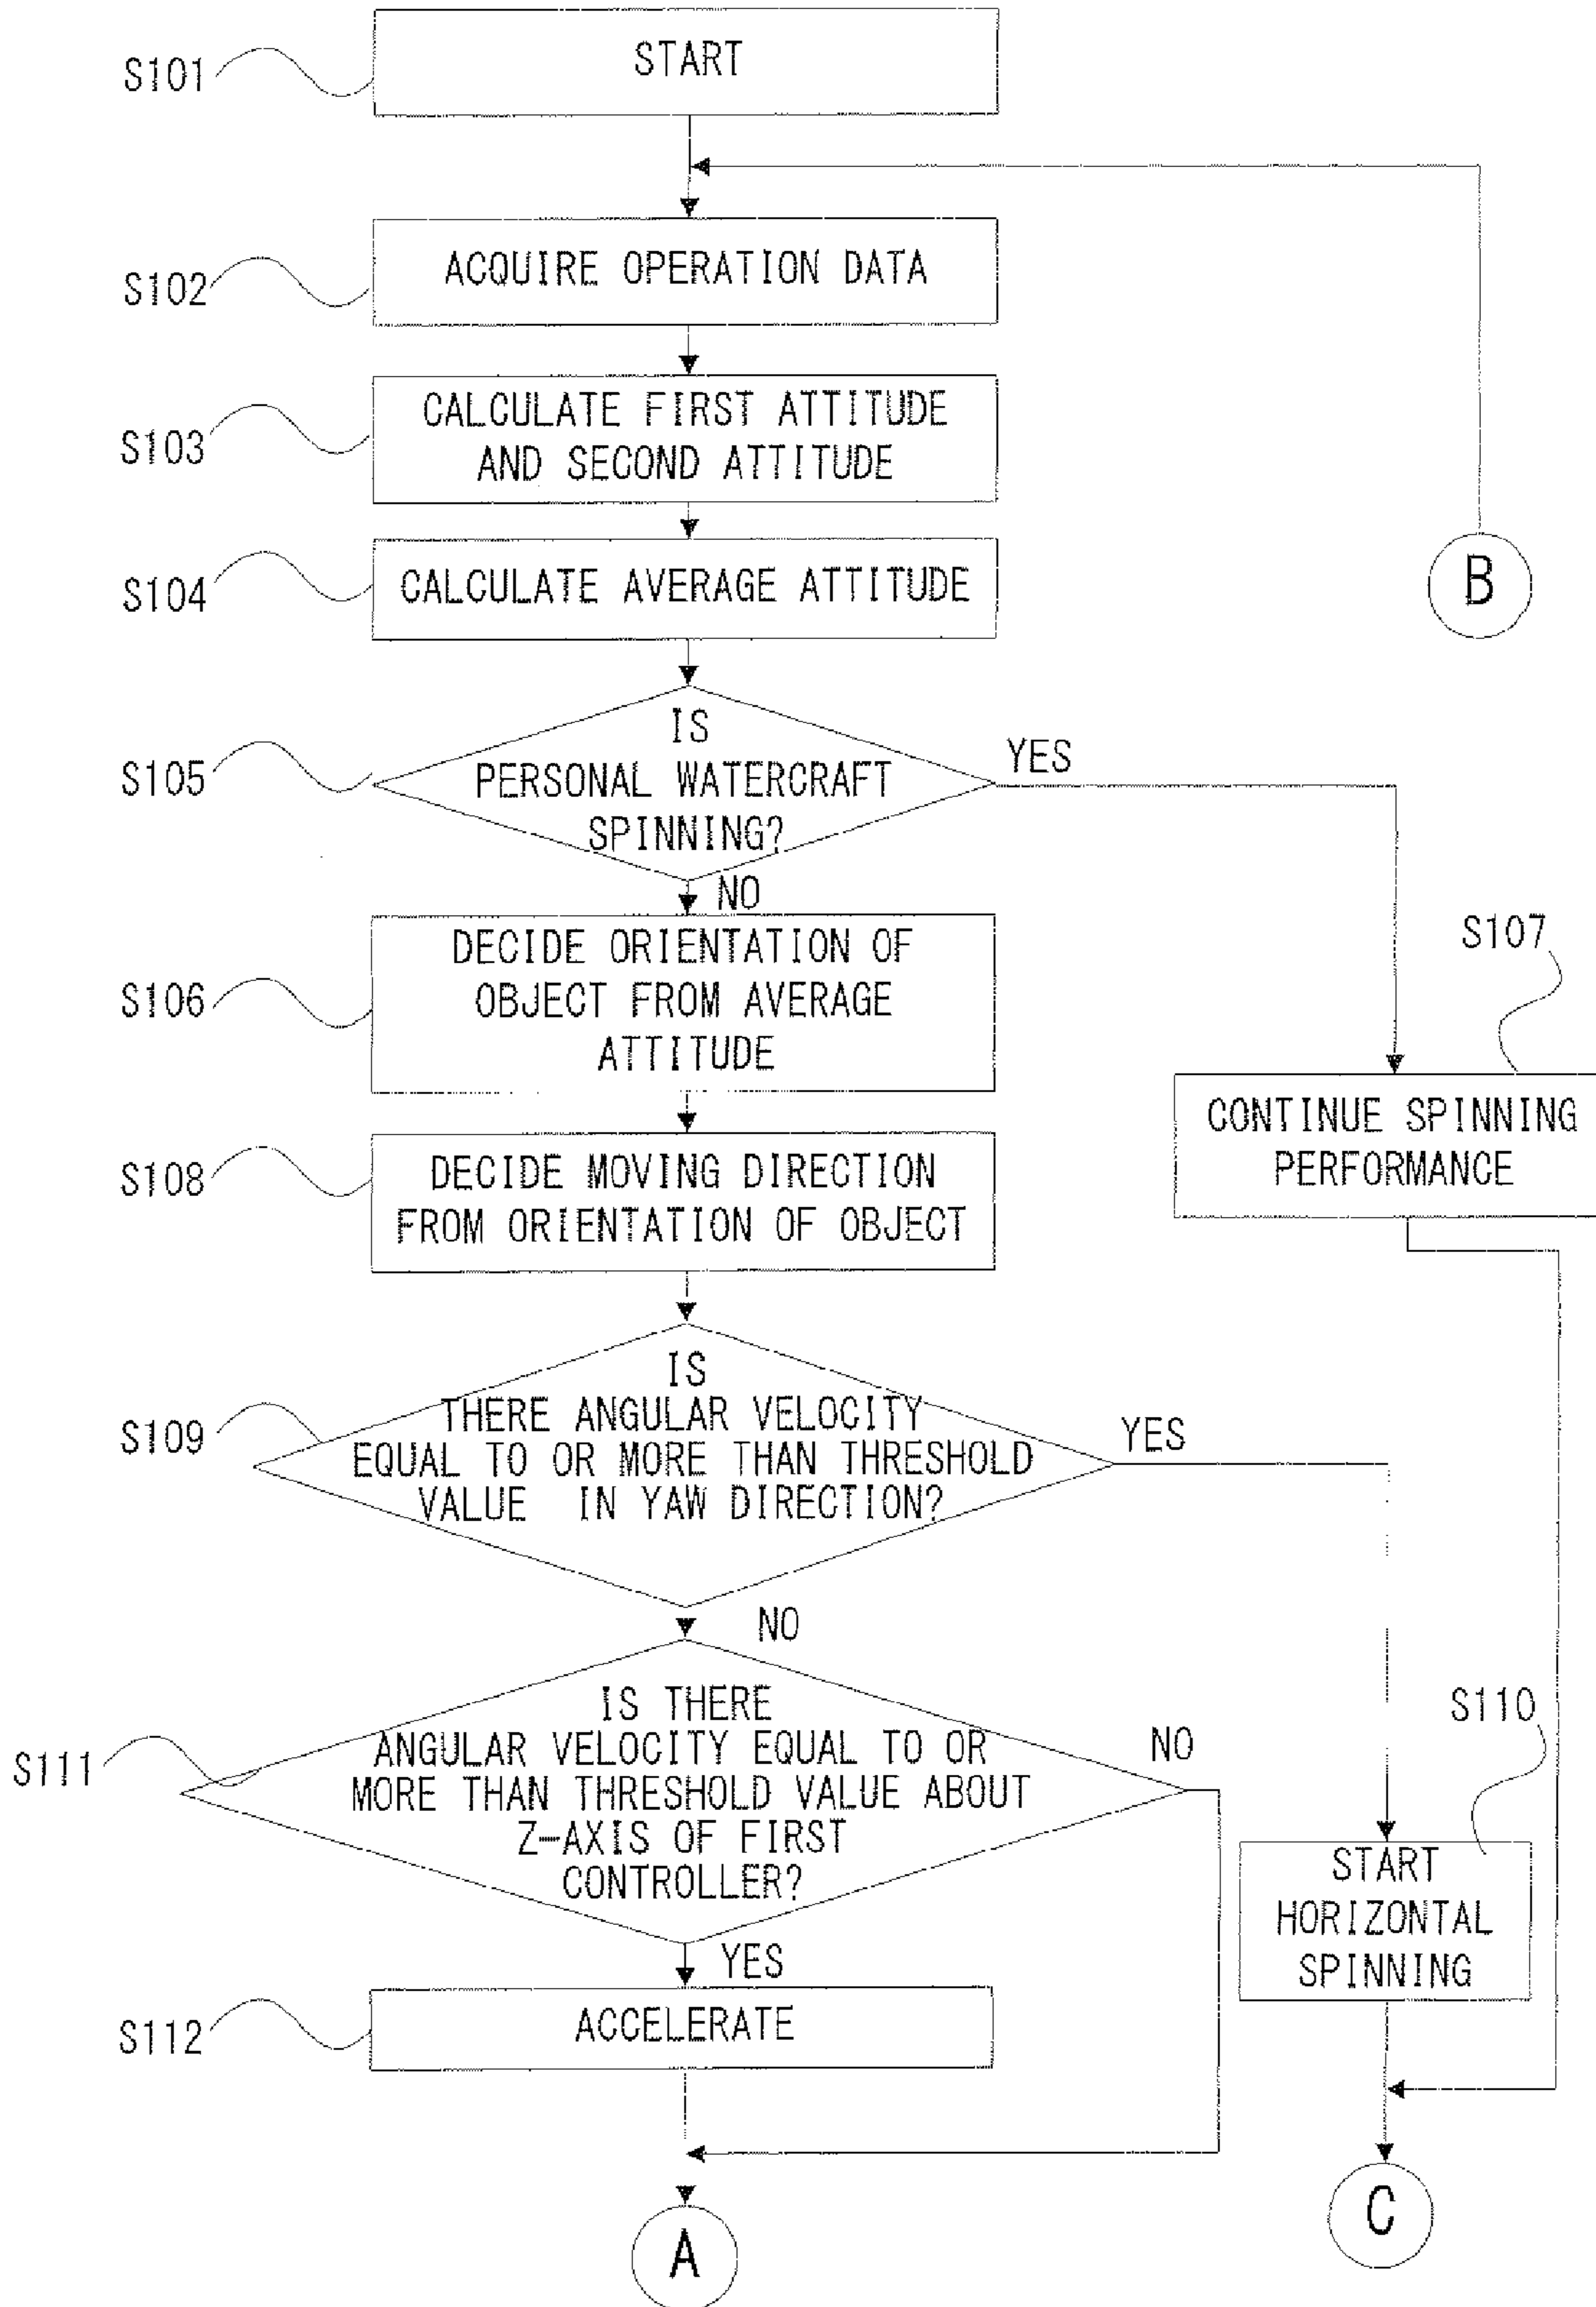 S101
START
S102
ACQUIRE OPERATION DATA
S103
CALCULATE FIRST ATTITUDE
AND SECOND ATTITUDE
S104
CALCULATE AVERAGE ATTITUDE
B
S105
IS
PERSONAL WATERCRAFT
SPINNING?
YES
NO
S106
DECIDE ORIENTATION OF
OBJECT FROM AVERAGE
ATTITUDE
S107
CONTINUE SPINNING
PERFORMANCE
S108
DECIDE MOVING DIRECTION
FROM ORIENTATION OF OBJECT
S109
IS
THERE ANGULAR VELOCITY
EQUAL TO OR MORE THAN THRESHOLD
VALUE IN YAW DIRECTION?
YES
NO
S110
START
HORIZONTAL
SPINNING
S111
IS THERE
ANGULAR VELOCITY EQUAL TO OR
MORE THAN THRESHOLD VALUE ABOUT
Z-AXIS OF FIRST
CONTROLLER?
NO
YES
S112
ACCELERATE
A
C